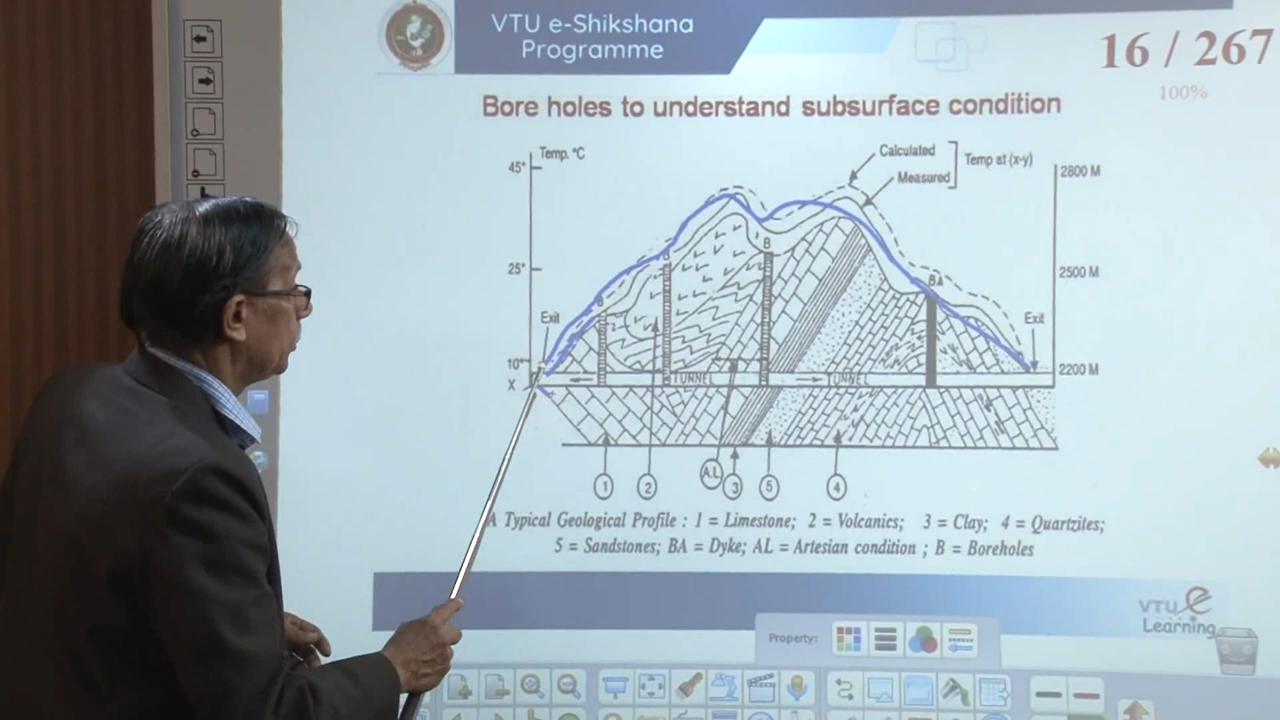 VTU e-Shikshana
Programme
16 / 267
100%
Bore holes to understand subsurface condition
Temp. °C
45°
25°
10°
X
Calculated
Measured
Temp at (x-y)
2800 M
2500 M
2200 M
Exit
Exit
B
BA
TUNNEL
TUNNEL
1
2
AL
3
5
4
A Typical Geological Profile : 1 = Limestone; 2 = Volcanics; 3 = Clay; 4 = Quartzites;
5 = Sandstones; BA = Dyke; AL = Artesian condition ; B = Boreholes
VTU e
Learning
Property: